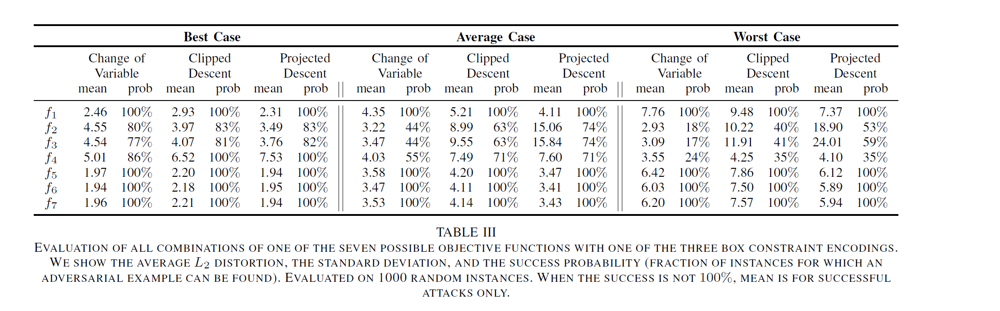 Best Case Average Case Worst Case
Change of Clipped Projected Change of Clipped Projected Change of Clipped Projected
Variable Descent Descent Variable Descent Descent Variable Descent Descent
mean prob mean prob mean prob mean prob mean prob mean prob mean prob mean prob mean prob
f1 2.46 100% 2.93 100% 2.31 100% 4.35 100% 5.21 100% 4.11 100% 7.76 100% 9.48 100% 7.37 100%
f2 4.55 80% 3.97 83% 3.49 83% 3.22 44% 8.99 63% 15.06 74% 2.93 18% 10.22 40% 18.90 53%
f3 4.54 77% 4.07 81% 3.76 82% 3.47 44% 9.55 63% 15.84 74% 3.09 17% 11.91 41% 24.01 59%
f4 5.01 86% 6.52 100% 7.53 100% 4.03 55% 7.49 71% 7.60 71% 3.55 24% 4.25 35% 4.10 35%
f5 1.97 100% 2.20 100% 1.94 100% 3.58 100% 4.20 100% 3.47 100% 6.42 100% 7.86 100% 6.12 100%
f6 1.94 100% 2.18 100% 1.95 100% 3.47 100% 4.11 100% 3.41 100% 6.03 100% 7.50 100% 5.89 100%
f7 1.96 100% 2.21 100% 1.94 100% 3.53 100% 4.14 100% 3.43 100% 6.20 100% 7.57 100% 5.94 100%
TABLE III
EVALUATION OF ALL COMBINATIONS OF ONE OF THE SEVEN POSSIBLE OBJECTIVE FUNCTIONS WITH ONE OF THE THREE BOX CONSTRAINT ENCODINGS.
WE SHOW THE AVERAGE L2 DISTORTION, THE STANDARD DEVIATION, AND THE SUCCESS PROBABILITY (FRACTION OF INSTANCES FOR WHICH AN
ADVERSARIAL EXAMPLE CAN BE FOUND). EVALUATED ON 1000 RANDOM INSTANCES. WHEN THE SUCCESS IS NOT 100%, MEAN IS FOR SUCCESSFUL
ATTACKS ONLY.